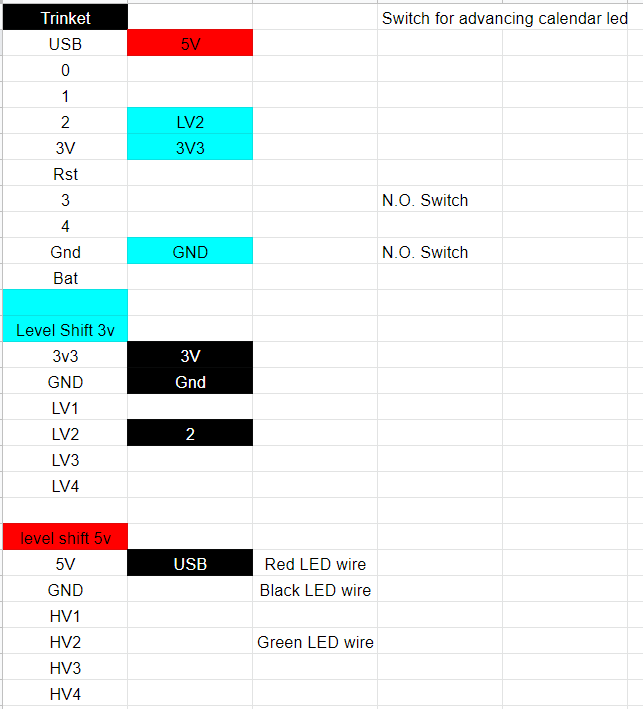 Trinket Switch for advancing calendar led
USB 5V
0
1
2 LV2
3V 3V3
Rst
3 N.O. Switch
4
Gnd GND N.O. Switch
Bat
Level Shift 3v
3v3 3V
GND Gnd
LV1
LV2 2
LV3
LV4
level shift 5v
5V USB Red LED wire
GND Black LED wire
HV1
HV2 Green LED wire
HV3
HV4